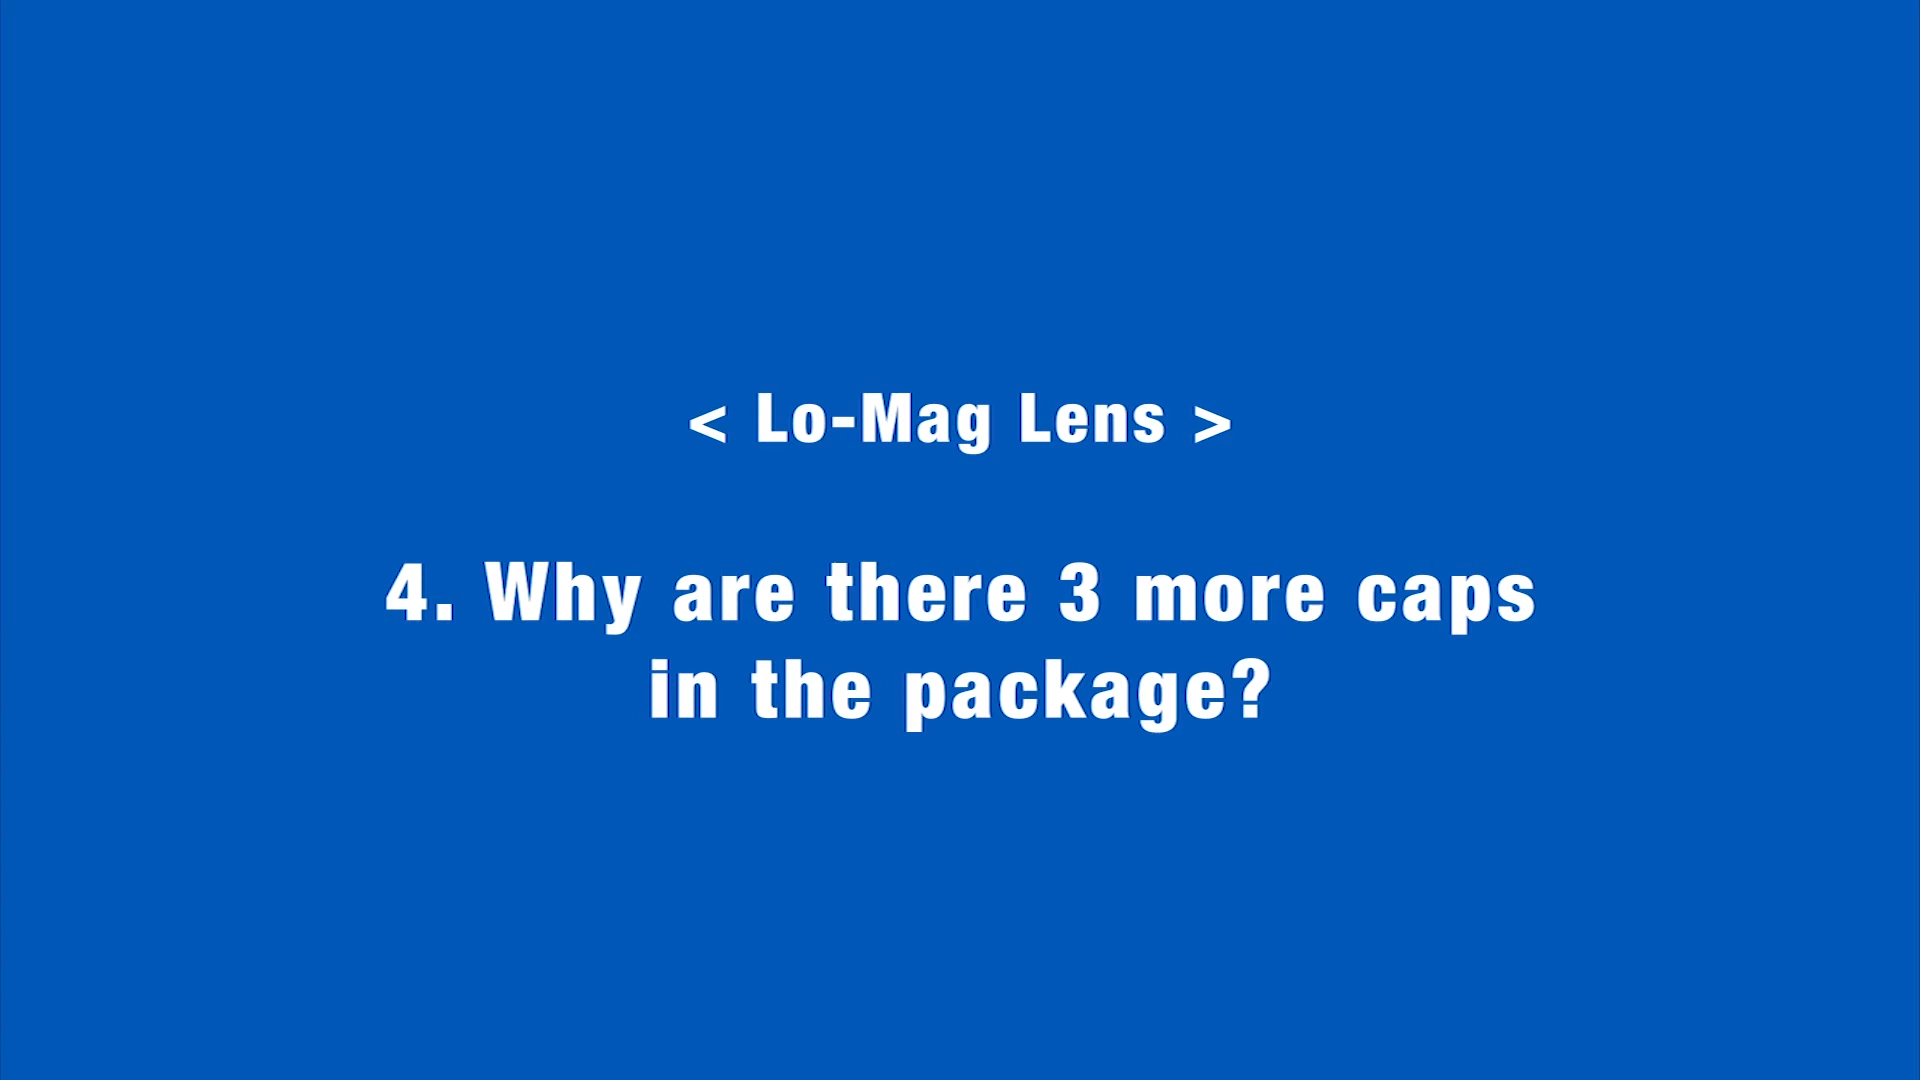 < Lo-Mag Lens >
4. Why are there 3 more caps
in the package?